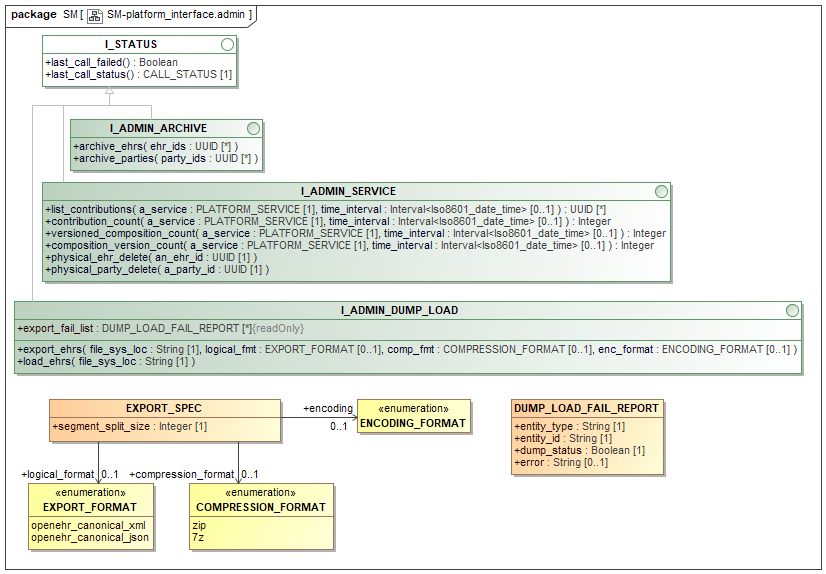 package SM [ SM-platform_interface.admin ]
I_STATUS
+last_call_failed() : Boolean
+last_call_status() : CALL_STATUS [1]
I_ADMIN_ARCHIVE
+archive_ehrs( ehr_ids : UUID [*] )
+archive_parties( party_ids : UUID [*] )
I_ADMIN_SERVICE
+list_contributions( a_service : PLATFORM_SERVICE [1], time_interval : Interval<Iso8601_date_time> [0..1] ) : UUID [*]
+contribution_count( a_service : PLATFORM_SERVICE [1], time_interval : Interval<Iso8601_date_time> [0..1] ) : Integer
+versioned_composition_count( a_service : PLATFORM_SERVICE [1], time_interval : Interval<Iso8601_date_time> [0..1] ) : Integer
+composition_version_count( a_service : PLATFORM_SERVICE [1], time_interval : Interval<Iso8601_date_time> [0..1] ) : Integer
+physical_ehr_delete( an_ehr_id : UUID [1] )
+physical_party_delete( a_party_id : UUID [1] )
I_ADMIN_DUMP_LOAD
+export_fail_list : DUMP_LOAD_FAIL_REPORT [*]{readOnly}
+export_ehrs( file_sys_loc : String [1], logical_fmt : EXPORT_FORMAT [0..1], comp_fmt : COMPRESSION_FORMAT [0..1], enc_format : ENCODING_FORMAT [0..1] )
+load_ehrs( file_sys_loc : String [1] )
EXPORT_SPEC
+segment_split_size : Integer [1]
+encoding
0..1
«enumeration»
ENCODING_FORMAT
DUMP_LOAD_FAIL_REPORT
+entity_type : String [1]
+entity_id : String [1]
+dump_status : Boolean [1]
+error : String [0..1]
+logical_format 0..1
+compression_format 0..1
«enumeration»
EXPORT_FORMAT
openehr_canonical_xml
openehr_canonical_json
«enumeration»
COMPRESSION_FORMAT
zip
7z